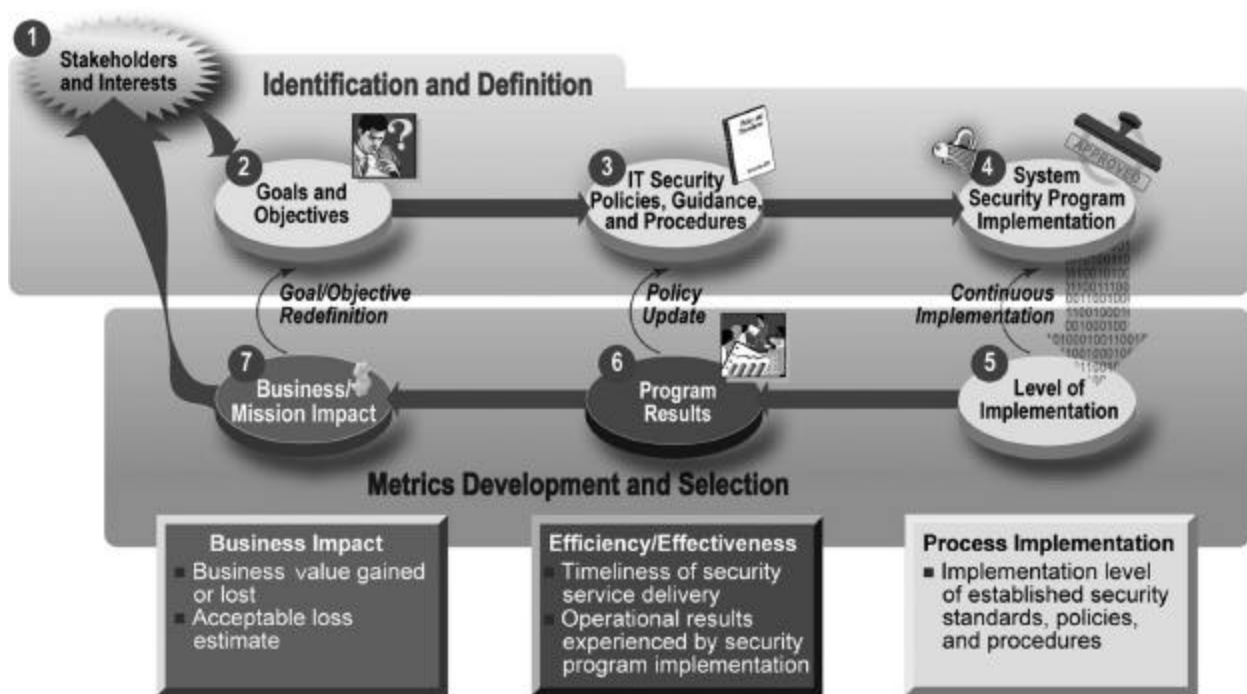 1
Stakeholders
and Interests
Identification and Definition
2
Goals and
Objectives
3
IT Security
Policies, Guidance,
and Procedures
4
System
Security Program
Implementation
APPROVED
Goal/Objective
Redefinition
Policy
Update
Continuous
Implementation
7
Business/
Mission Impact
6
Program
Results
5
Level of
Implementation
Metrics Development and Selection
Business Impact
Business value gained
or lost
Acceptable loss
estimate
Efficiency/Effectiveness
Timeliness of security
service delivery
Operational results
experienced by security
program implementation
Process Implementation
Implementation level
of established security
standards, policies,
and procedures